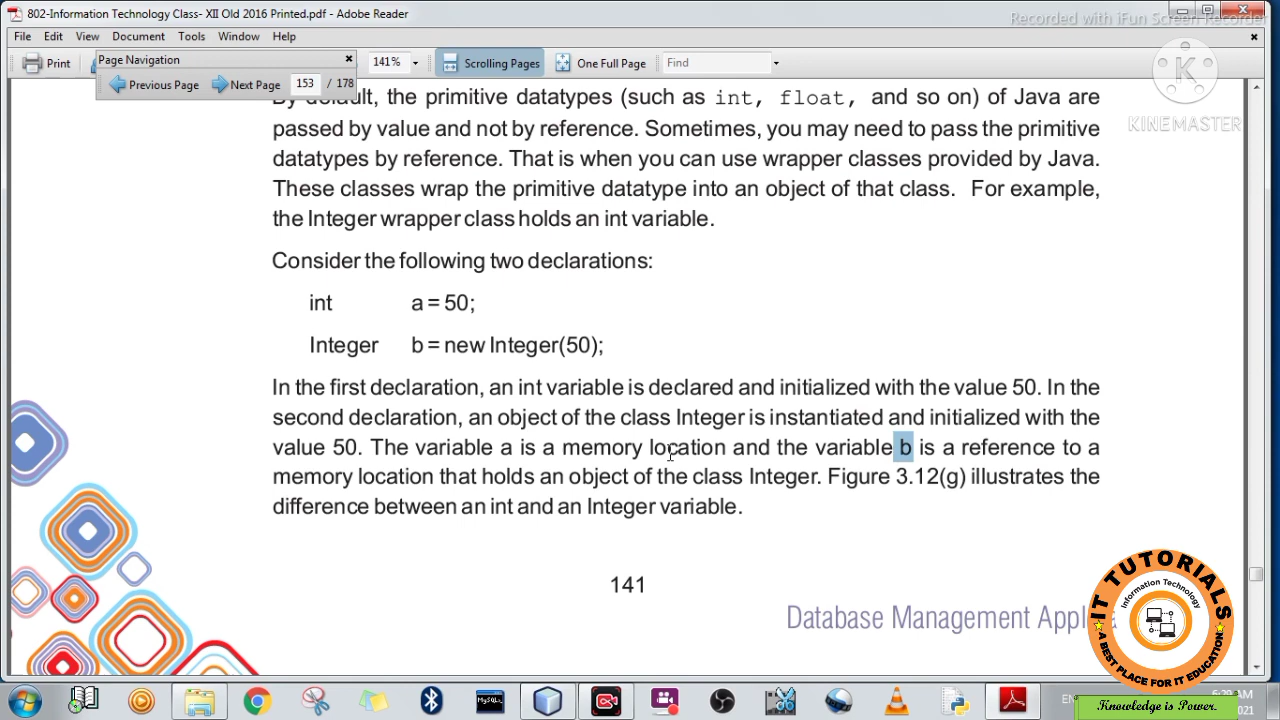 802-Information Technology Class- XII Old 2016 Printed.pdf - Adobe Reader
Recorded with iFun Screen Recorder
File Edit View Document Tools Window Help
Print Page Navigation 141% Scrolling Pages One Full Page Find
Previous Page Next Page 153 / 178
K
KINEMASTER
By default, the primitive datatypes (such as int, float, and so on) of Java are
passed by value and not by reference. Sometimes, you may need to pass the primitive
datatypes by reference. That is when you can use wrapper classes provided by Java.
These classes wrap the primitive datatype into an object of that class. For example,
the Integer wrapper class holds an int variable.
Consider the following two declarations:
int a = 50;
Integer b = new Integer(50);
In the first declaration, an int variable is declared and initialized with the value 50. In the
second declaration, an object of the class Integer is instantiated and initialized with the
value 50. The variable a is a memory location and the variable b is a reference to a
memory location that holds an object of the class Integer. Figure 3.12(g) illustrates the
difference between an int and an Integer variable.
141
Database Management
IT TUTORIALS
Information Technology
A BEST PLACE FOR IT EDUCATION
MySQL
EN
Knowledge is Power.